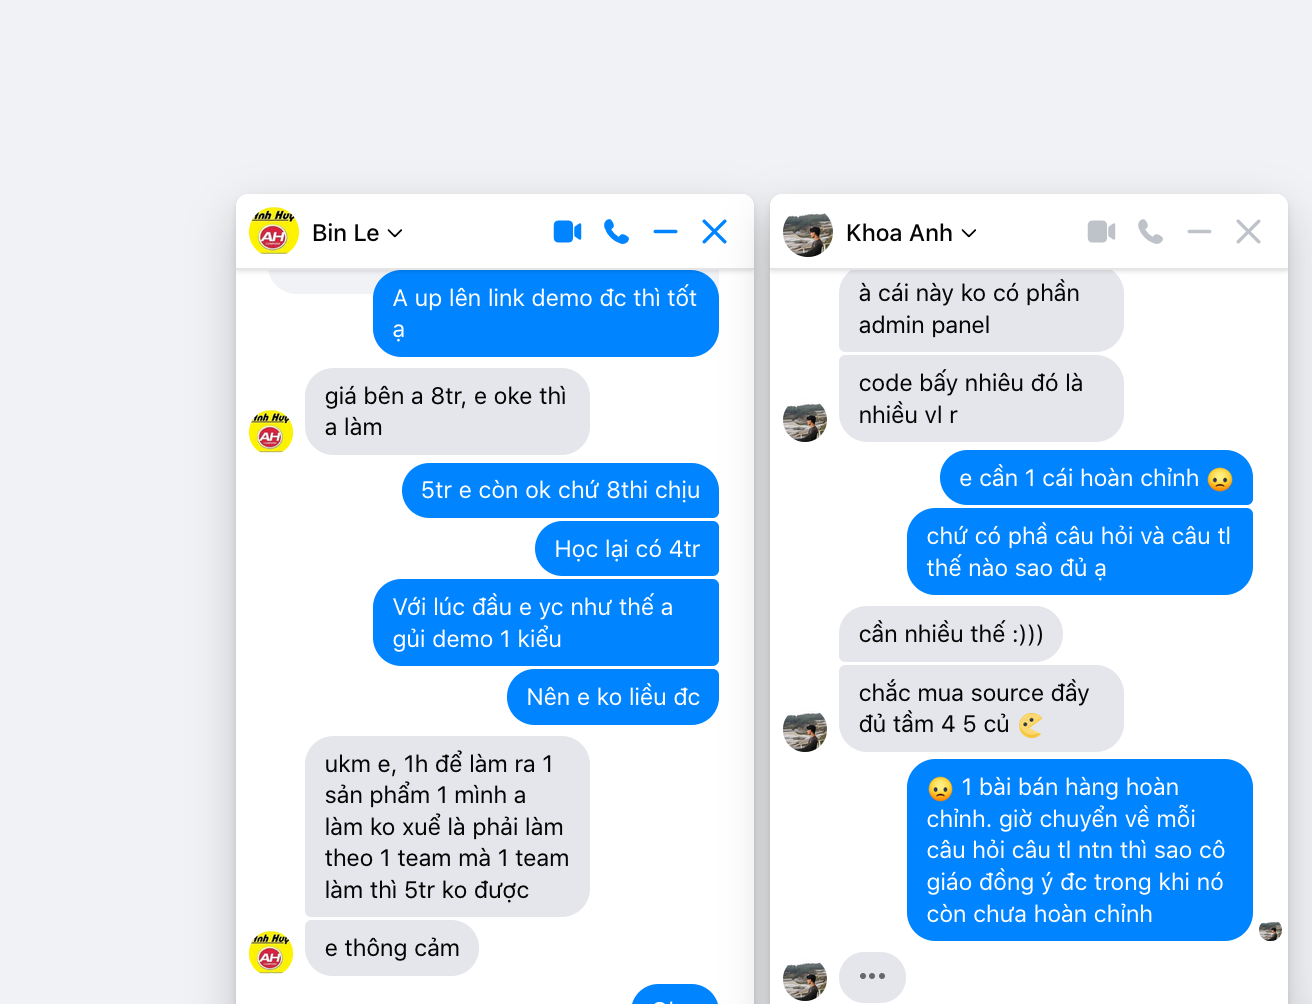 Bin Le
A up lên link demo đc thì tốt
ạ
giá bên a 8tr, e oke thì
a làm
5tr e còn ok chứ 8thi chịu
Học lại có 4tr
Với lúc đầu e yc như thế a
gủi demo 1 kiểu
Nên e ko liều đc
ukm e, 1h để làm ra 1
sản phẩm 1 mình a
làm ko xuể là phải làm
theo 1 team mà 1 team
làm thì 5tr ko được
e thông cảm
Khoa Anh
à cái này ko có phần
admin panel
code bấy nhiêu đó là
nhiều vl r
e cần 1 cái hoàn chỉnh 😞
chứ có phầ câu hỏi và câu tl
thế nào sao đủ ạ
cần nhiều thế :)))
chắc mua source đầy
đủ tầm 4 5 củ
😞 1 bài bán hàng hoàn
chỉnh. giờ chuyển về mỗi
câu hỏi câu tl ntn thì sao cô
giáo đồng ý đc trong khi nó
còn chưa hoàn chỉnh